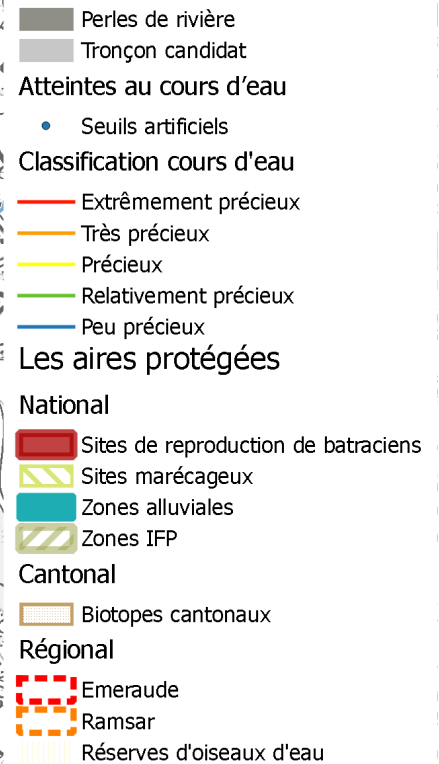 Perles de rivière
Tronçon candidat
Atteintes au cours d’eau
Seuils artificiels
Classification cours d'eau
Extrêmement précieux
Très précieux
Précieux
Relativement précieux
Peu précieux
Les aires protégées
National
Sites de reproduction de batraciens
Sites marécageux
Zones alluviales
Zones IFP
Cantonal
Biotopes cantonaux
Régional
Emeraude
Ramsar
Réserves d'oiseaux d'eau